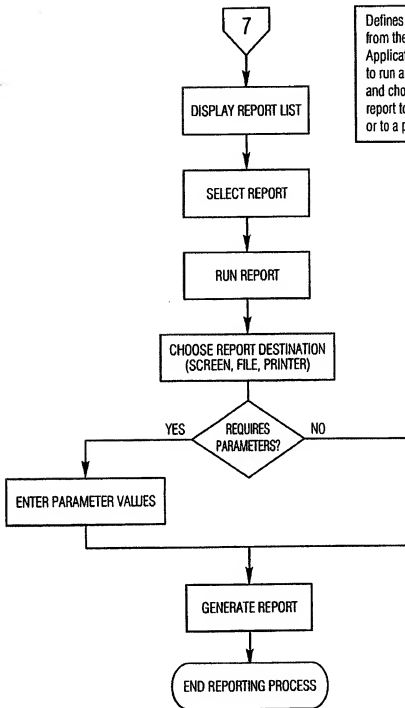 7
Defines
from the
Applicat
to run a
and cho
report to
or to a p
DISPLAY REPORT LIST
SELECT REPORT
RUN REPORT
CHOOSE REPORT DESTINATION
(SCREEN, FILE, PRINTER)
YES
REQUIRES
PARAMETERS?
NO
ENTER PARAMETER VALUES
GENERATE REPORT
END REPORTING PROCESS